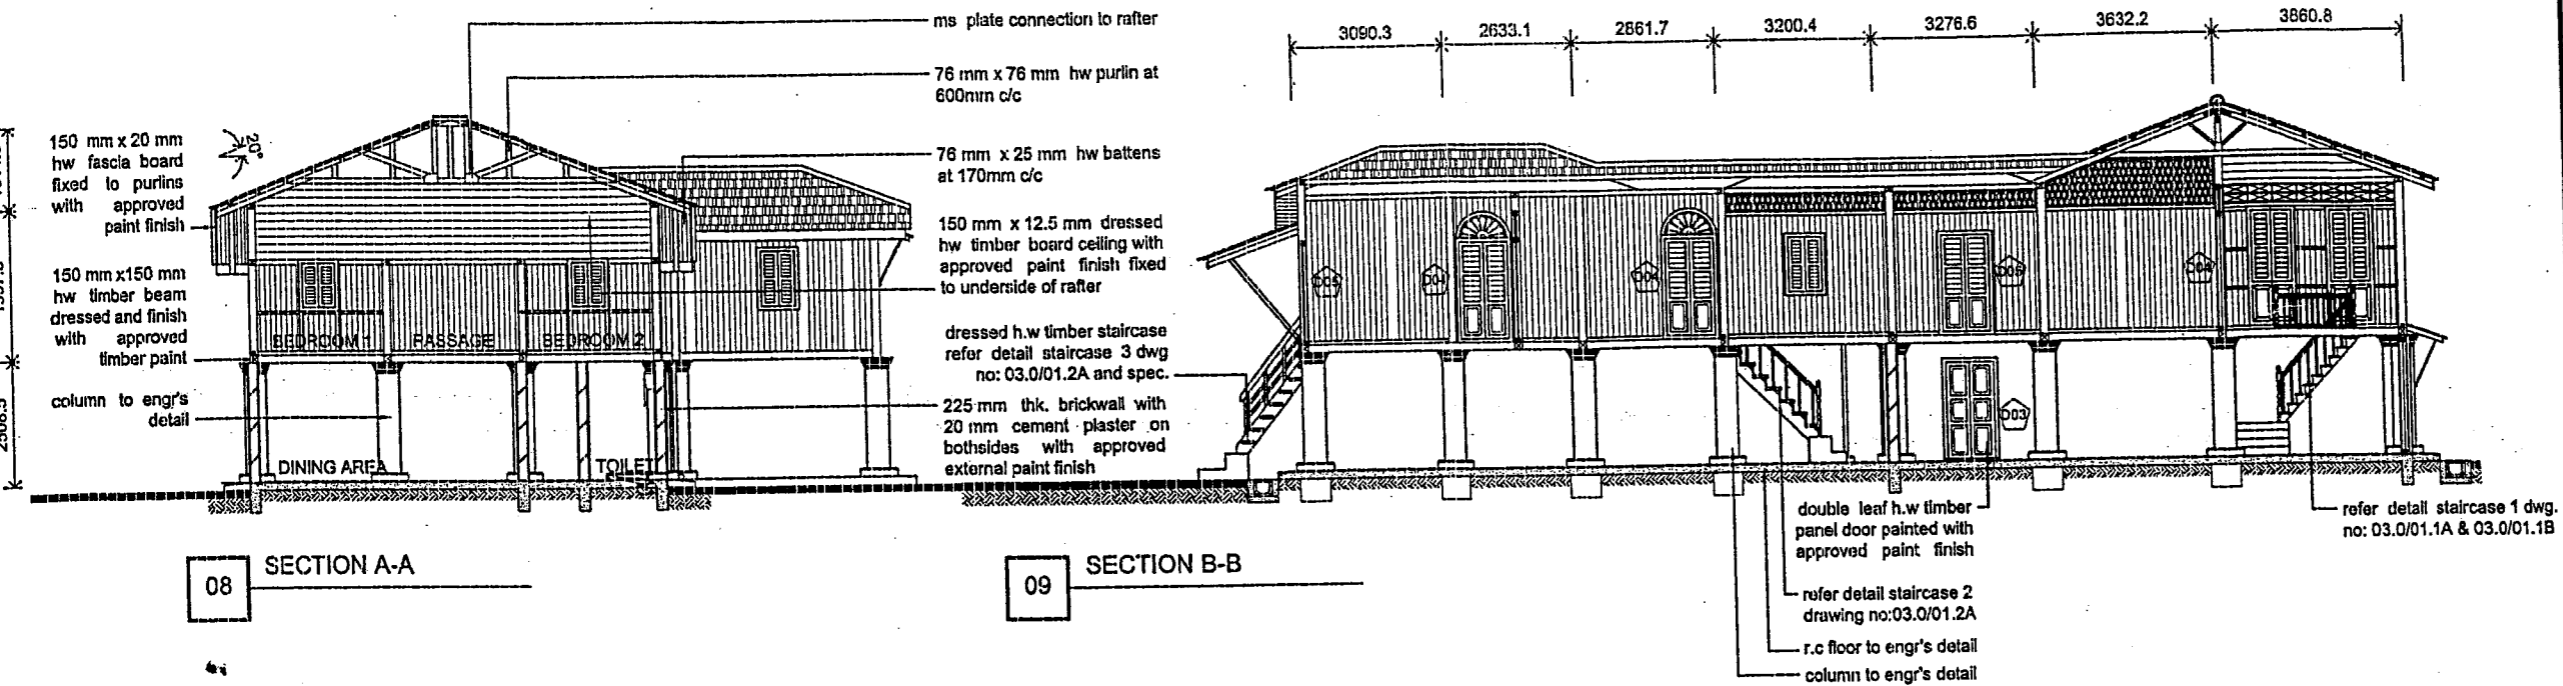 ms plate connection to rafter
76 mm x 76 mm hw purlin at
600mm c/c
76 mm x 25 mm hw battens
at 170mm c/c
150 mm x 12.5 mm dressed
hw timber board ceiling with
approved paint finish fixed
to underside of rafter
dressed h.w timber staircase
refer detail staircase 3 dwg
no: 03.0/01.2A and spec.
225 mm thk. brickwall with
20 mm cement plaster on
bothsides with approved
external paint finish
150 mm x 20 mm
hw fascia board
fixed to purlins
with approved
paint finish
150 mm x150 mm
hw timber beam
dressed and finish
with approved
timber paint
column to engr's
detail
20°
BEDROOM 1
PASSAGE
BEDROOM 2
DINING AREA
TOILET
08
SECTION A-A
3090.3
2633.1
2861.7
3200.4
3276.6
3632.2
3860.8
D05
D04
D04
D05
D04
D03
double leaf h.w timber
panel door painted with
approved paint finish
refer detail staircase 2
drawing no:03.0/01.2A
r.c floor to engr's detail
column to engr's detail
refer detail staircase 1 dwg.
no: 03.0/01.1A & 03.0/01.1B
09
SECTION B-B